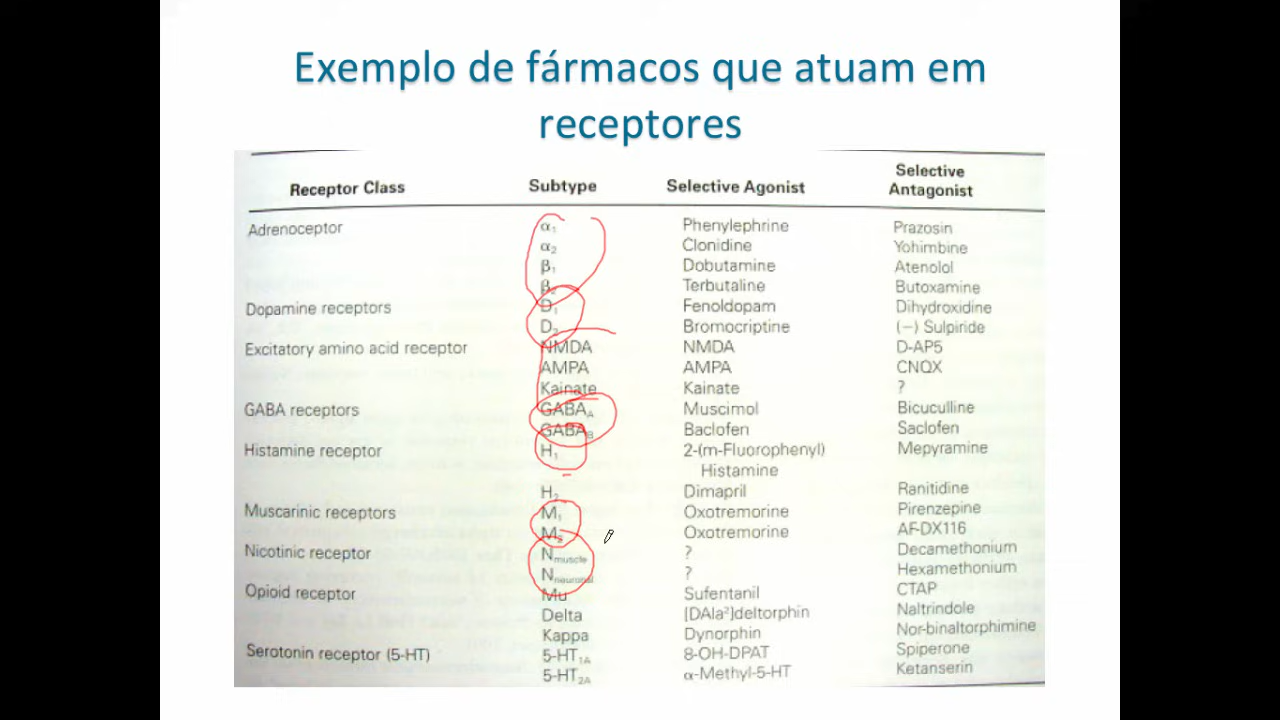 Exemplo de fármacos que atuam em
receptores
Receptor Class Subtype Selective Agonist Selective Antagonist
Adrenoceptor α1 Phenylephrine Prazosin
α2 Clonidine Yohimbine
β1 Dobutamine Atenolol
β2 Terbutaline Butoxamine
Dopamine receptors D1 Fenoldopam Dihydroxidine
D2 Bromocriptine (−) Sulpiride
Excitatory amino acid receptor NMDA NMDA D-AP5
AMPA AMPA CNQX
Kainate Kainate ?
GABA receptors GABAA Muscimol Bicuculline
GABAB Baclofen Saclofen
Histamine receptor H1 2-(m-Fluorophenyl) Mepyramine
Histamine
H2 Dimapril Ranitidine
Muscarinic receptors M1 Oxotremorine Pirenzepine
M2 Oxotremorine AF-DX116
Nicotinic receptor Nmuscle ? Decamethonium
Nneuronal ? Hexamethonium
Opioid receptor Mu Sufentanil CTAP
Delta [DAla2]deltorphin Naltrindole
Kappa Dynorphin Nor-binaltorphimine
Serotonin receptor (5-HT) 5-HT1A 8-OH-DPAT Spiperone
5-HT2A α-Methyl-5-HT Ketanserin